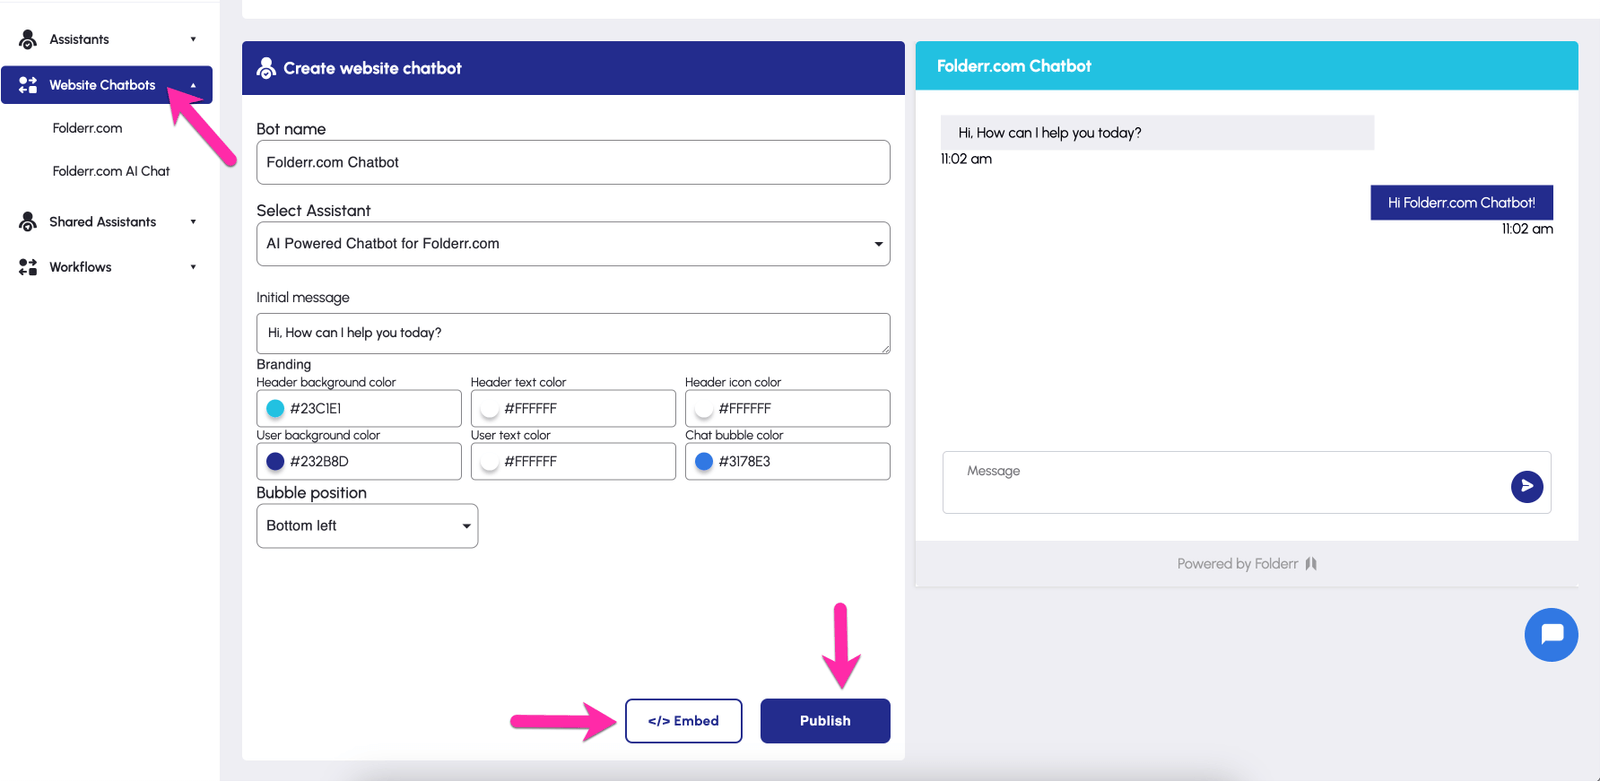 Assistants
Website Chatbots
Folderr.com
Folderr.com AI Chat
Shared Assistants
Workflows
Create website chatbot
Bot name
Folderr.com Chatbot
Select Assistant
AI Powered Chatbot for Folderr.com
Initial message
Hi, How can I help you today?
Branding
Header background color
Header text color
Header icon color
#23C1E1
#FFFFFF
#FFFFFF
User background color
User text color
Chat bubble color
#232B8D
#FFFFFF
#3178E3
Bubble position
Bottom left
</> Embed
Publish
Folderr.com Chatbot
Hi, How can I help you today?
11:02 am
Hi Folderr.com Chatbot!
11:02 am
Message
Powered by Folderr